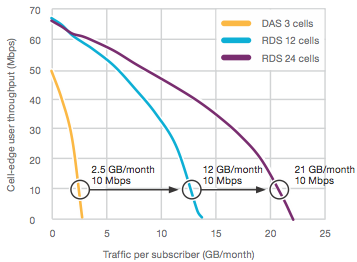 70
60
50
40
30
20
10
0
Call-edge user throughput (Mbps)
DAS 3 cells
RDS 12 cells
RDS 24 cells
2.5 GB/month
10 Mbps
12 GB/month
10 Mbps
21 GB/month
10 Mbps
0 5 10 15 20 25
Traffic per subscriber (GB/month)